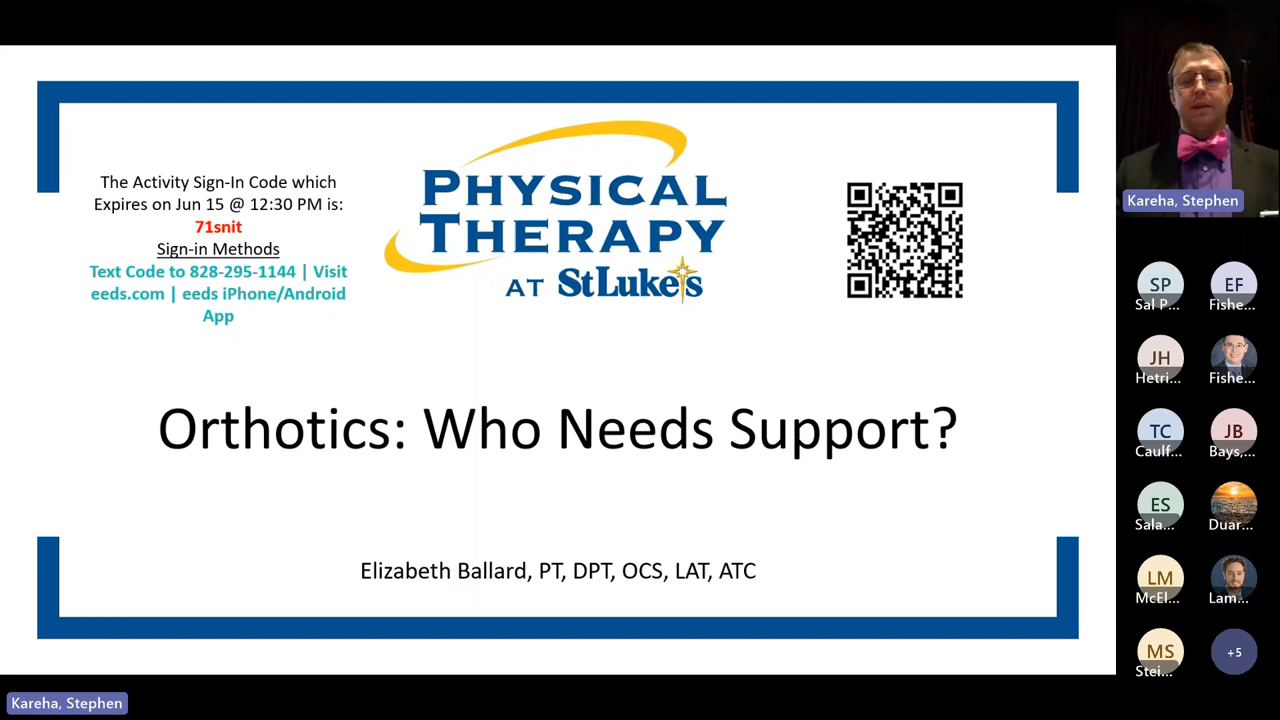 The Activity Sign-In Code which
Expires on Jun 15 @ 12:30 PM is:
71snit
Sign-in Methods
Text Code to 828-295-1144 | Visit
eeds.com | eeds iPhone/Android
App
PHYSICAL
THERAPY
AT StLuke's
Orthotics: Who Needs Support?
Elizabeth Ballard, PT, DPT, OCS, LAT, ATC
Kareha, Stephen
SP
Sal P...
EF
Fishe...
JH
Hetri...
Fishe...
TC
Caulf...
JB
Bays,...
ES
Sala...
Duar...
LM
McEl...
Lam...
MS
Stei...
+5
Kareha, Stephen